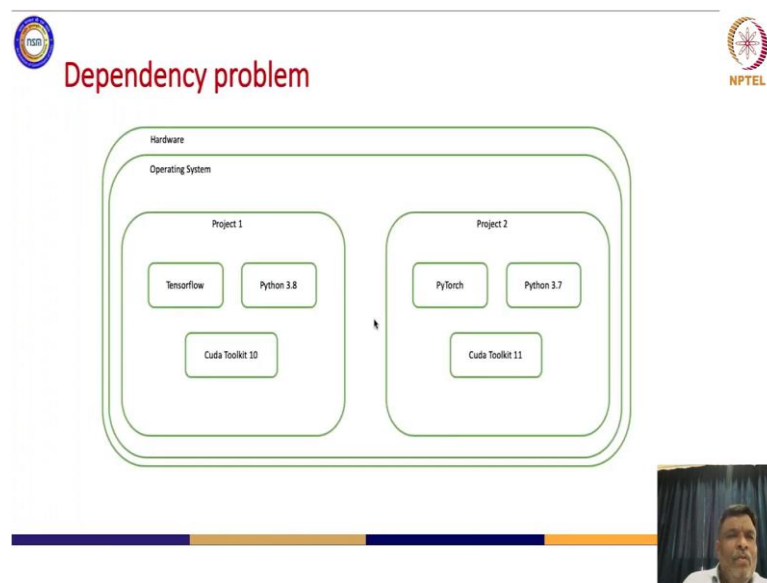 nsm
Dependency problem
NPTEL
Hardware
Operating System
Project 1
Project 2
Tensorflow
Python 3.8
PyTorch
Python 3.7
Cuda Toolkit 10
Cuda Toolkit 11